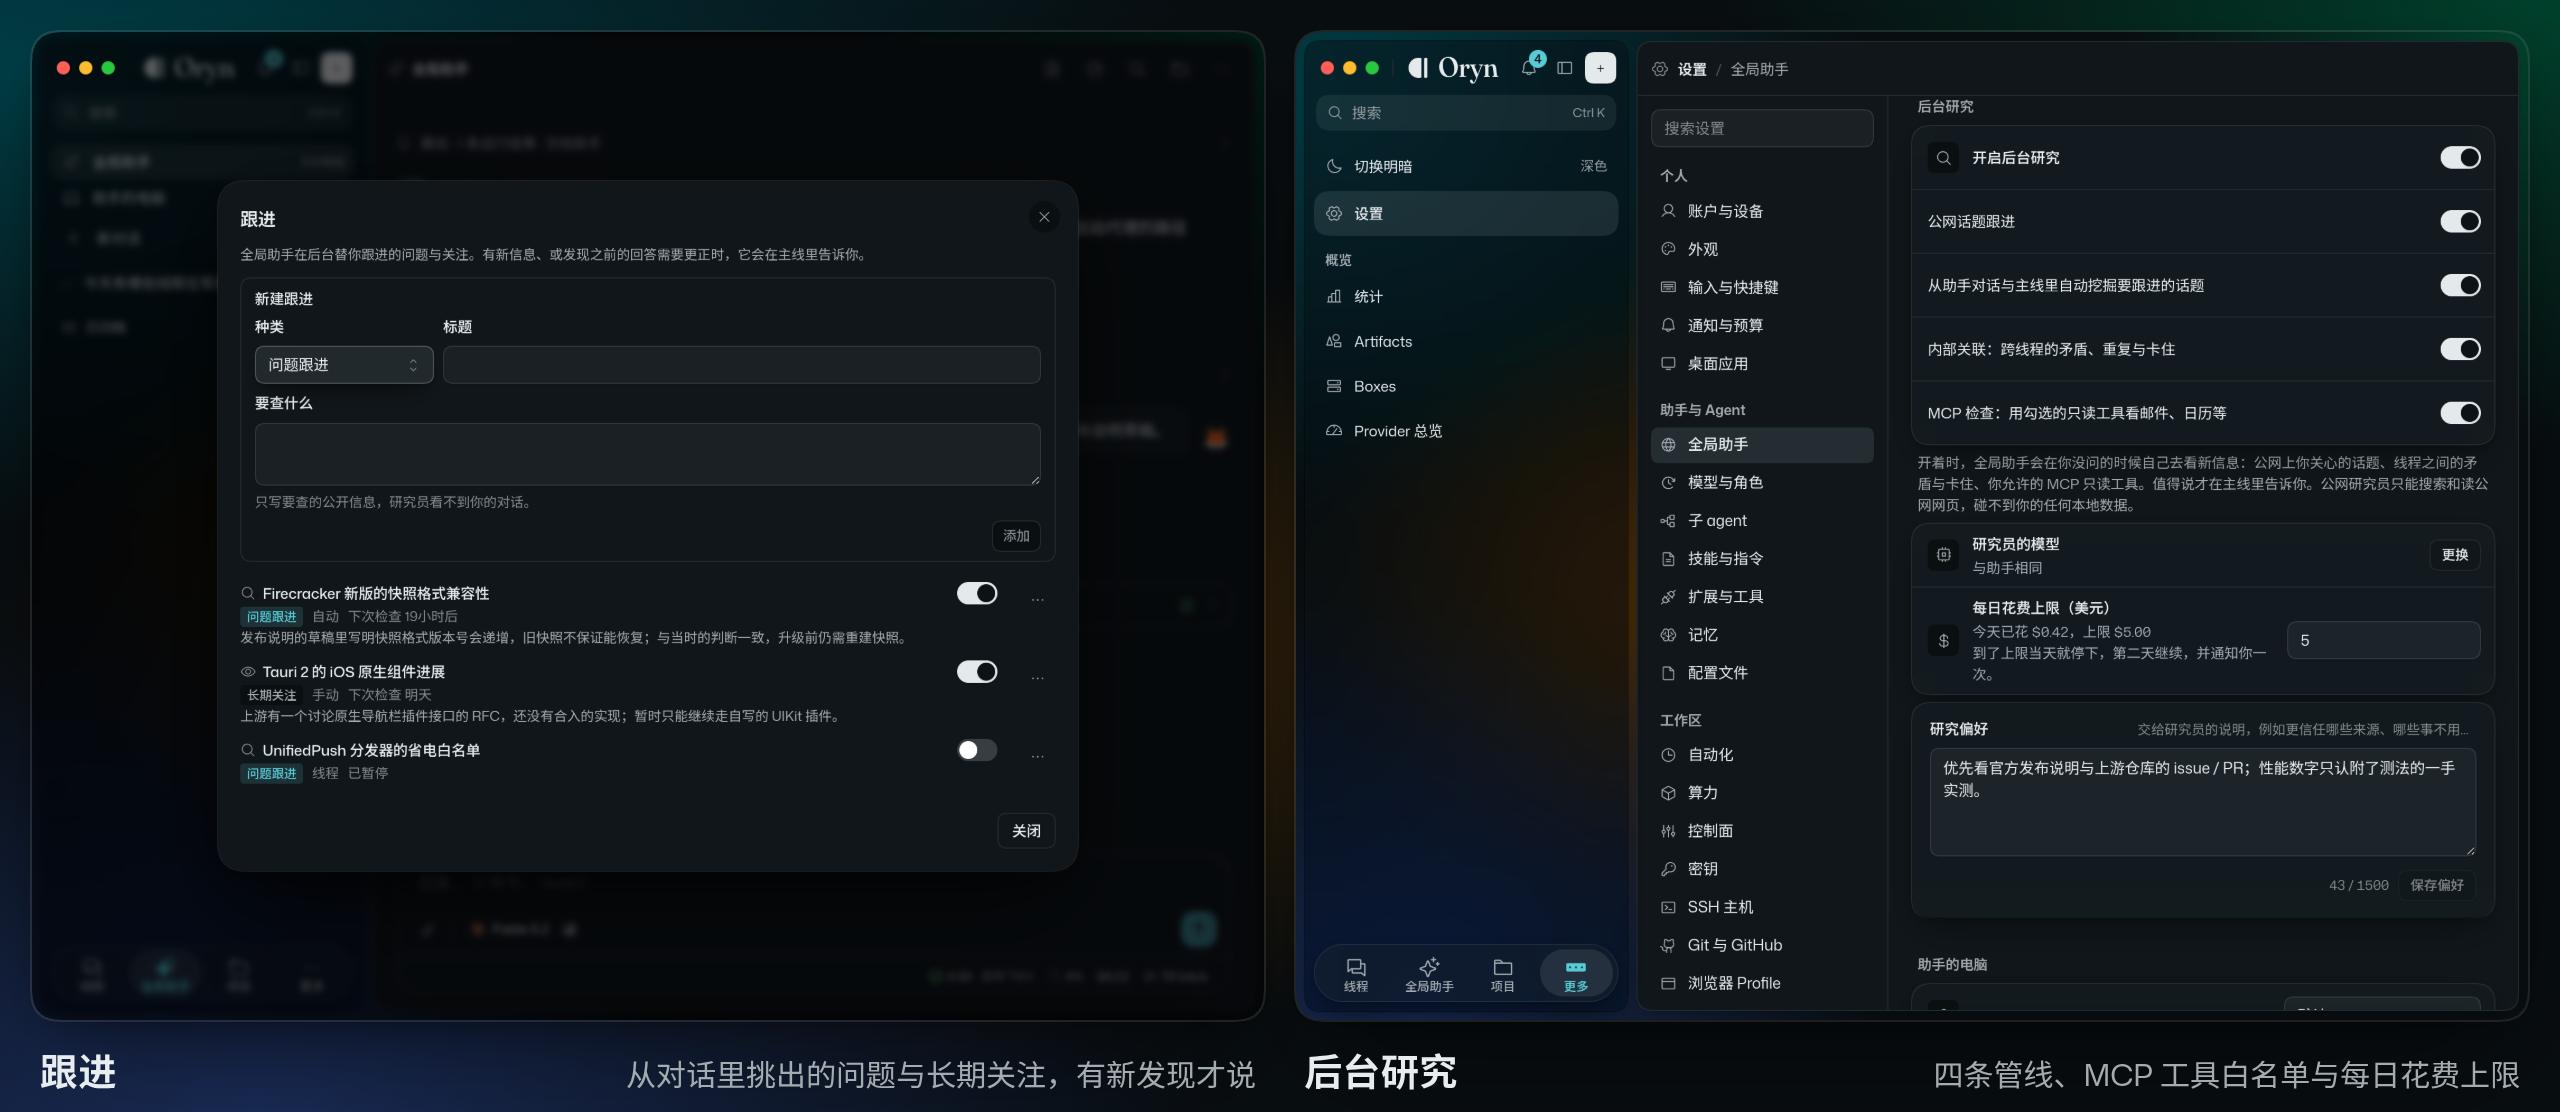 Oryn
全局助手
跟进
全局助手在后台替你跟进的问题与关注。有新信息、或发现之前的回答需要更正时，它会在主线里告诉你。
新建跟进
种类
标题
问题跟进
要查什么
只写要查的公开信息，研究员看不到你的对话。
添加
Firecracker 新版的快照格式兼容性
问题跟进 自动 下次检查 19小时后
发布说明的草稿里写明快照格式版本号会递增，旧快照不保证能恢复；与当时的判断一致，升级前仍需重建快照。
Tauri 2 的 iOS 原生组件进展
长期关注 手动 下次检查 明天
上游有一个讨论原生导航栏插件接口的 RFC，还没有合入的实现；暂时只能继续走自写的 UIKit 插件。
UnifiedPush 分发器的省电白名单
问题跟进 线程 已暂停
关闭
跟进
从对话里挑出的问题与长期关注，有新发现才说
Oryn
4
搜索 Ctrl K
切换明暗 深色
设置
概览
统计
Artifacts
Boxes
Provider 总览
线程
全局助手
项目
更多
设置 / 全局助手
搜索设置
个人
账户与设备
外观
输入与快捷键
通知与预算
桌面应用
助手与 Agent
全局助手
模型与角色
子 agent
技能与指令
扩展与工具
记忆
配置文件
工作区
自动化
算力
控制面
密钥
SSH 主机
Git 与 GitHub
浏览器 Profile
后台研究
开启后台研究
公网话题跟进
从助手对话与主线里自动挖掘要跟进的话题
内部关联：跨线程的矛盾、重复与卡住
MCP 检查：用勾选的只读工具看邮件、日历等
开着时，全局助手会在你没问的时候自己去看新信息：公网上你关心的话题、线程之间的矛
盾与卡住、你允许的 MCP 只读工具。值得说才在主线里告诉你。公网研究员只能搜索和读公
网网页，碰不到你的任何本地数据。
研究员的模型
与助手相同
更换
每日花费上限（美元）
今天已花 $0.42，上限 $5.00
到了上限当天就停下，第二天继续，并通知你一
次。
5
研究偏好 交给研究员的说明，例如更信任哪些来源、哪些事不用...
优先看官方发布说明与上游仓库的 issue / PR；性能数字只认附了测法的一手
实测。
43 / 1500 保存偏好
助手的电脑
后台研究
四条管线、MCP 工具白名单与每日花费上限